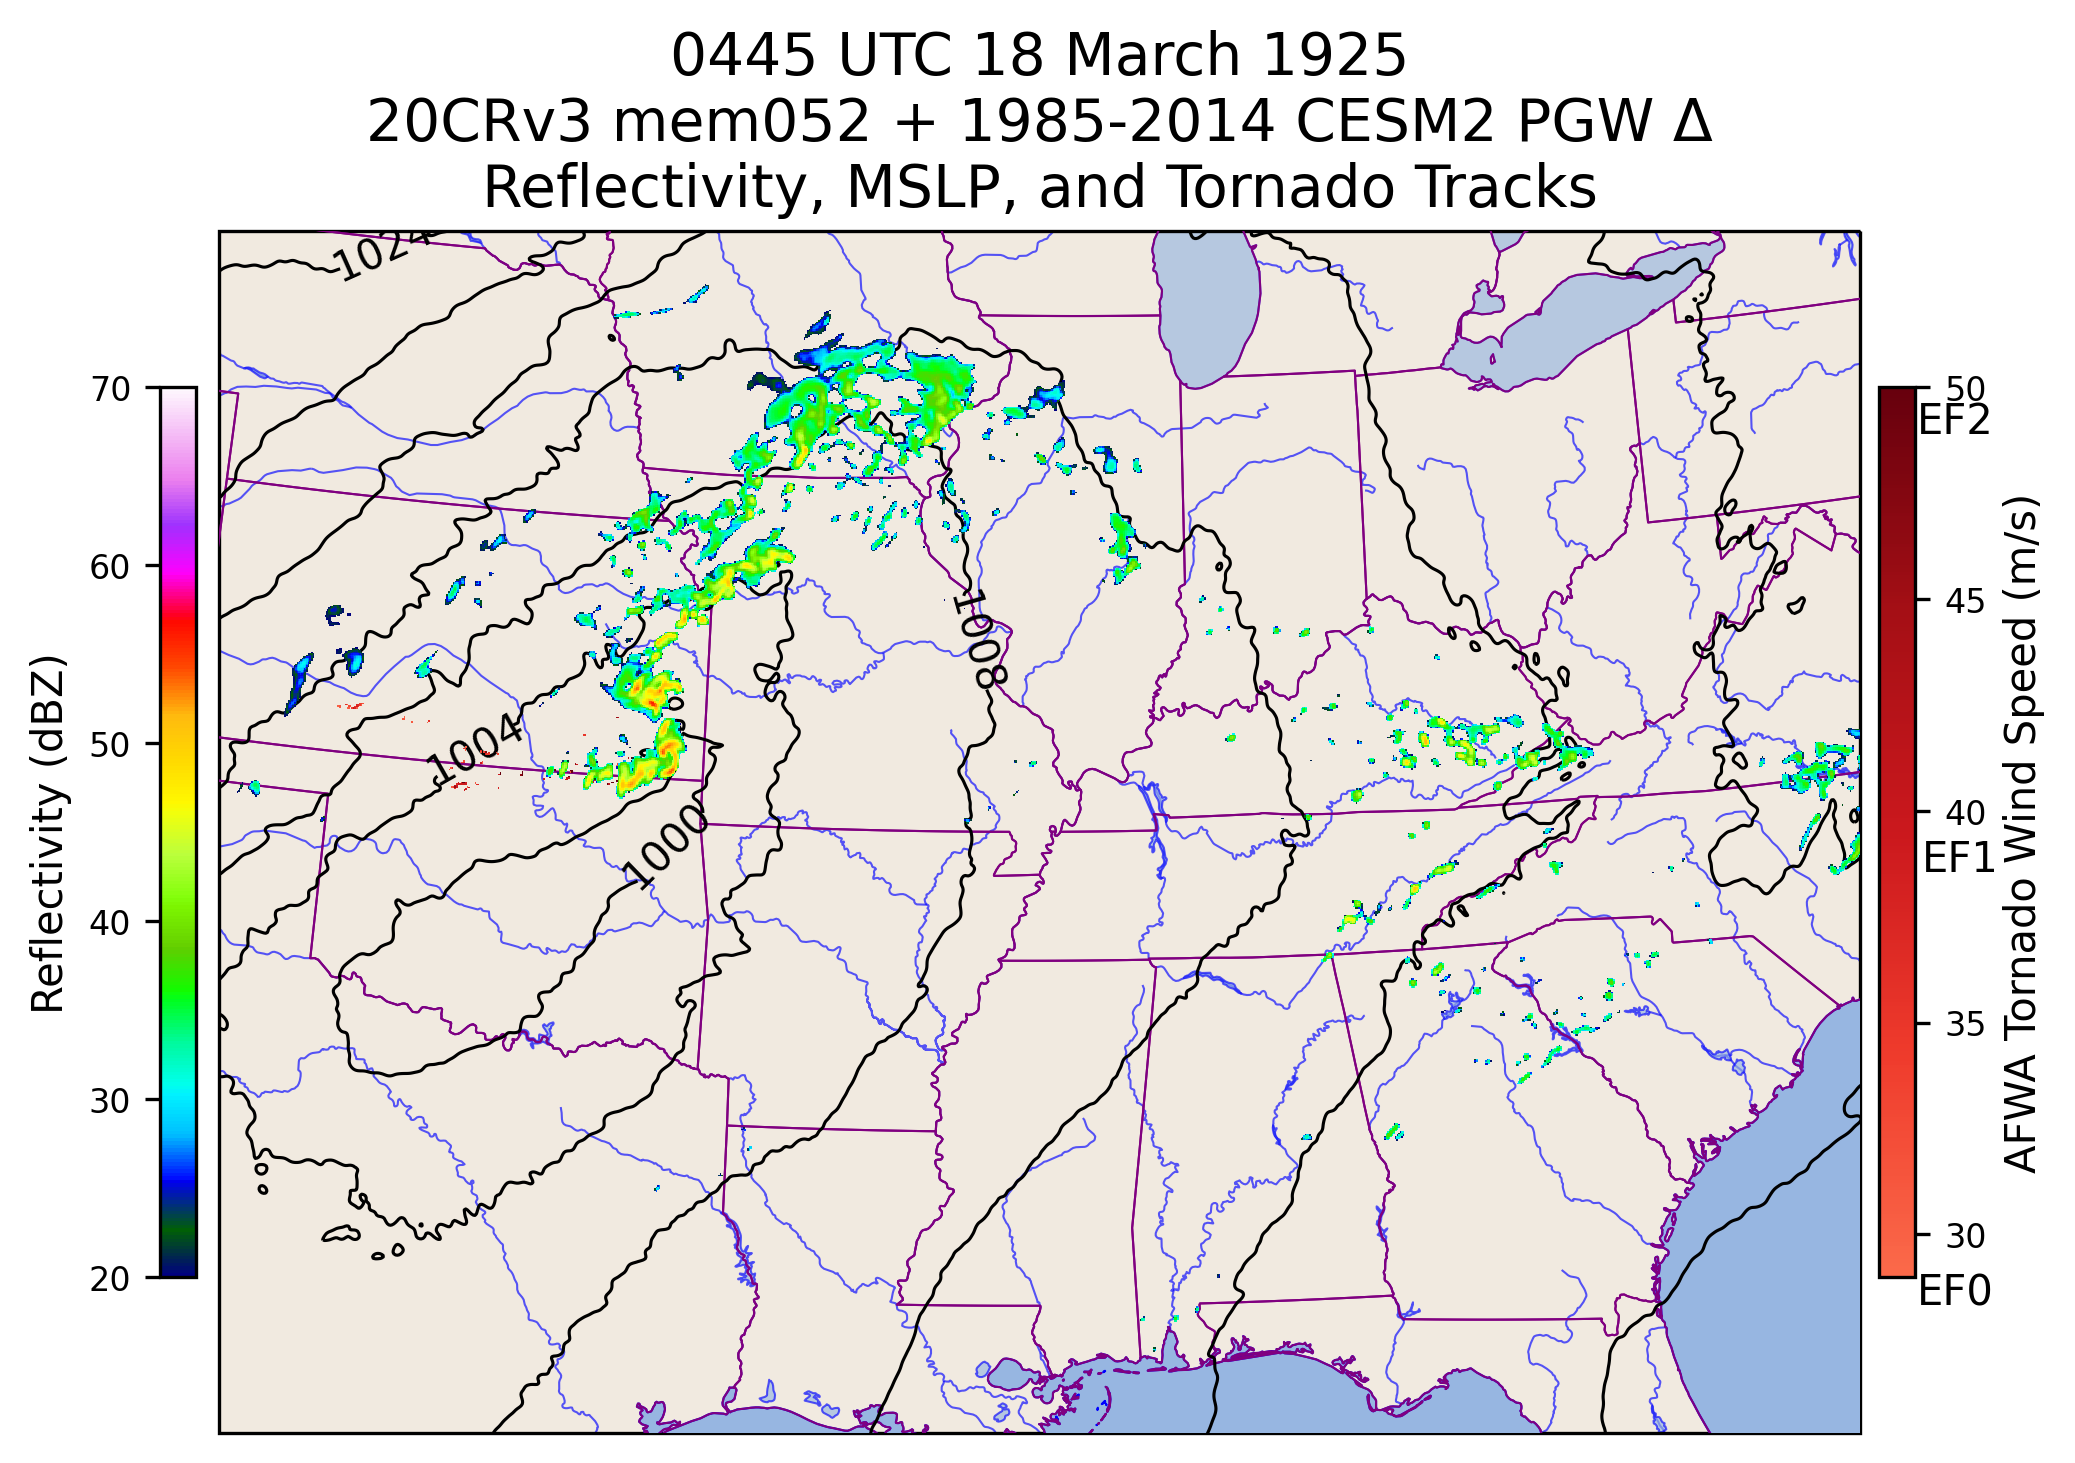 0445 UTC 18 March 1925
20CRv3 mem052 + 1985-2014 CESM2 PGW Δ
Reflectivity, MSLP, and Tornado Tracks
1024
1008
1004
1000
70
60
50
40
30
20
Reflectivity (dBZ)
50
EF2
45
40
EF1
35
30
EF0
AFWA Tornado Wind Speed (m/s)